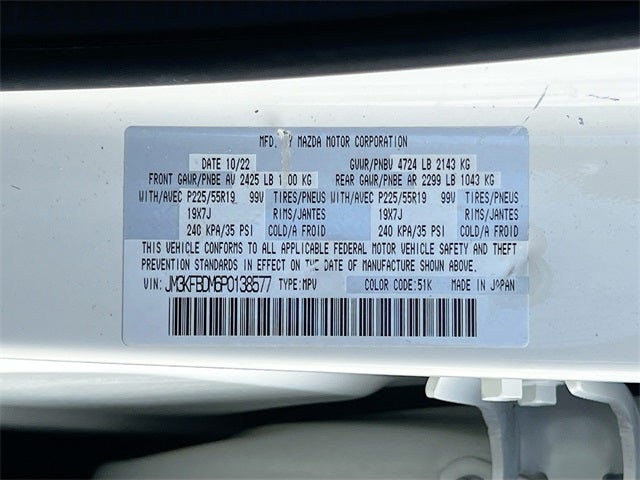 MFD. BY MAZDA MOTOR CORPORATION
DATE 10/22 GVWR/PNBV 4724 LB 2143 KG
FRONT GAWR/PNBE AV 2425 LB KG REAR GAWR/PNBE AR 2299 LB 1043 KG
WITH/AVEC P225/55R19 99V TIRES/PNEUS WITH/AVEC P225/55R19 99V TIRES/PNEUS
19X7J RIMS/JANTES 19X7J RIMS/JANTES
240 KPA/35 PSI COLD/A FROID 240 KPA/35 PSI COLD/A FROID
THIS VEHICLE CONFORMS TO ALL APPLICABLE FEDERAL MOTOR VEHICLE SAFETY AND THEFT
PREVENTION STANDARDS IN EFFECT ON THE DATE OF MANUFACTURE SHOWN ABOVE.
VIN: JM3KFBDM6P0138577 TYPE:MPV COLOR CODE:51K MADE IN JAPAN